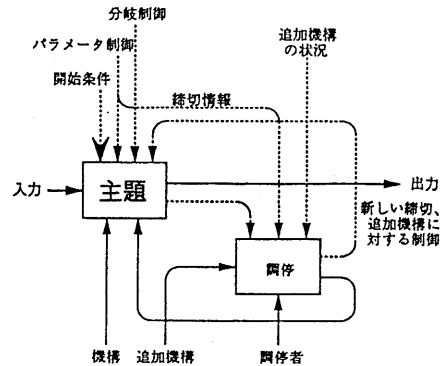 分岐制御
パラメータ制御
追加機構
の状況
開始条件
締切情報
入力
主題
出力
新しい締切、
追加機構に
対する制御
調停
機構
追加機構
調停者